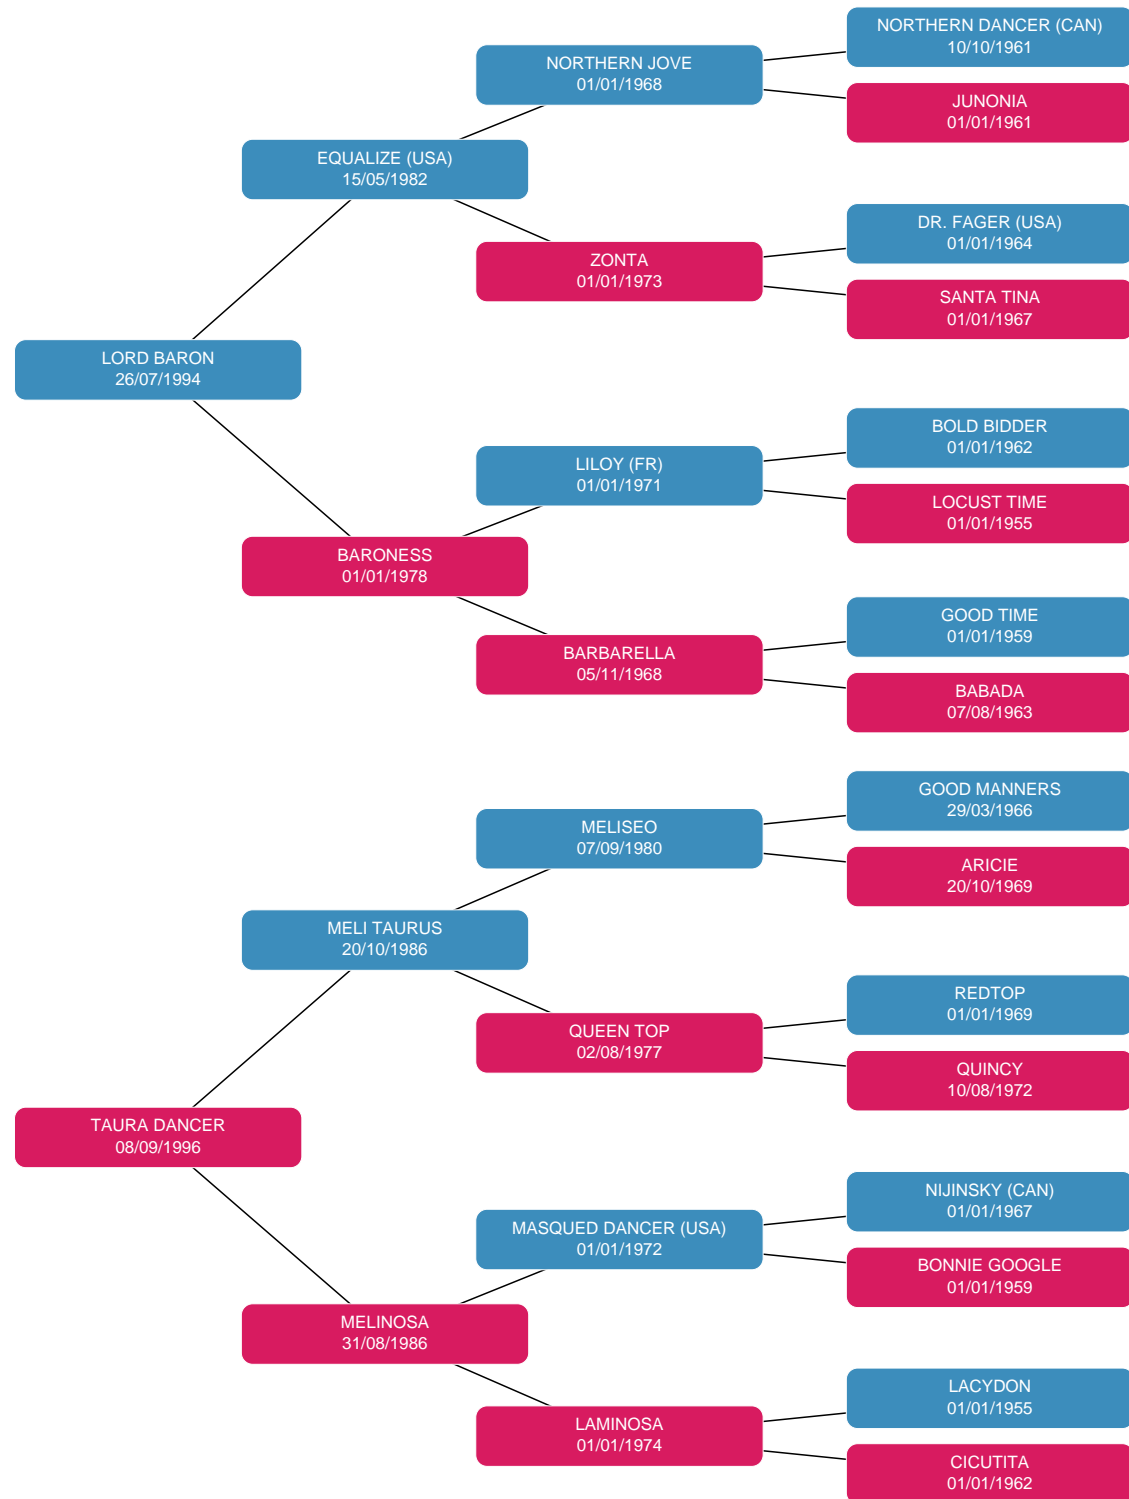 NORTHERN DANCER (CAN)
10/10/1961
NORTHERN JOVE
01/01/1968
JUNONIA
01/01/1961
EQUALIZE (USA)
15/05/1982
DR. FAGER (USA)
01/01/1964
ZONTA
01/01/1973
SANTA TINA
01/01/1967
LORD BARON
26/07/1994
BOLD BIDDER
01/01/1962
LILOY (FR)
01/01/1971
LOCUST TIME
01/01/1955
BARONESS
01/01/1978
GOOD TIME
01/01/1959
BARBARELLA
05/11/1968
BABADA
07/08/1963
GOOD MANNERS
29/03/1966
MELISEO
07/09/1980
ARICIE
20/10/1969
MELI TAURUS
20/10/1986
REDTOP
01/01/1969
QUEEN TOP
02/08/1977
QUINCY
10/08/1972
TAURA DANCER
08/09/1996
NIJINSKY (CAN)
01/01/1967
MASQUED DANCER (USA)
01/01/1972
BONNIE GOOGLE
01/01/1959
MELINOSA
31/08/1986
LACYDON
01/01/1955
LAMINOSA
01/01/1974
CICUTITA
01/01/1962